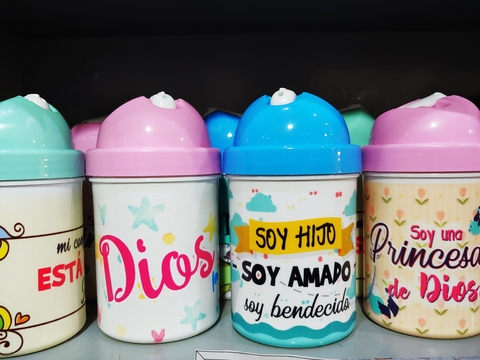 mi
ESTÁ
Dios
SOY HIJO
SOY AMADO
soy bendecido
Soy una
Princesa
de Dios